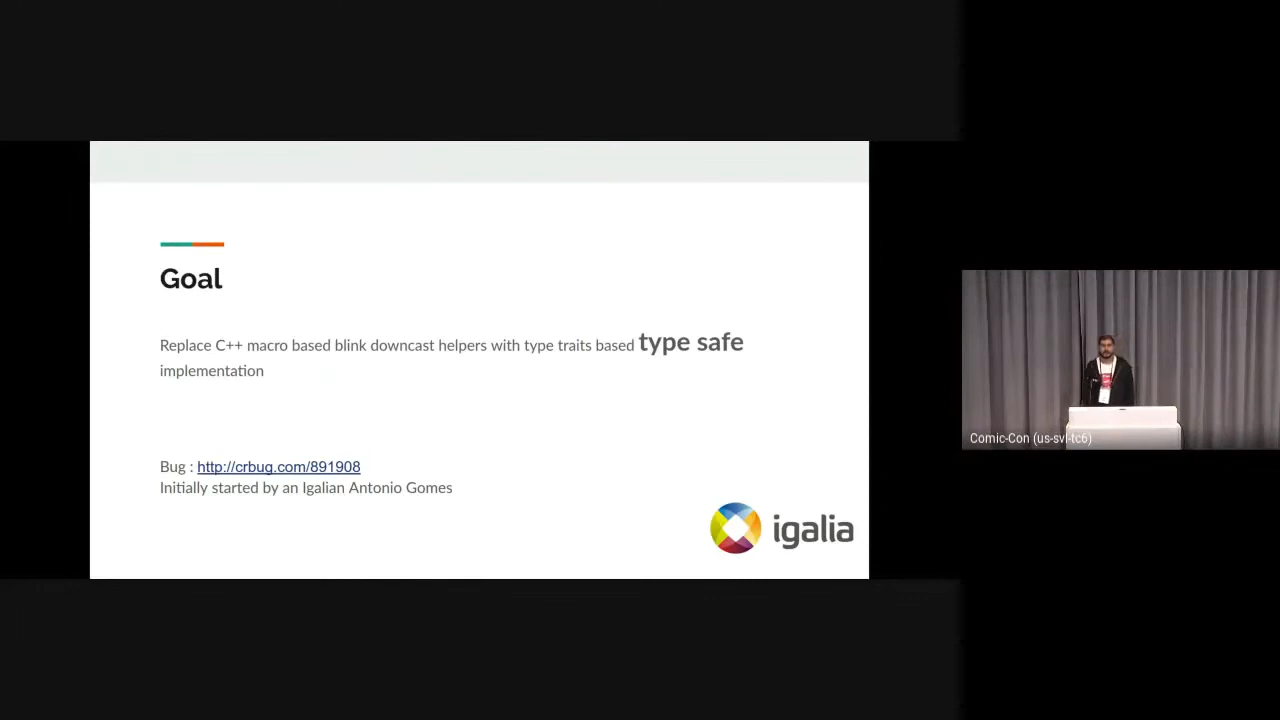 Goal
Replace C++ macro based blink downcast helpers with type traits based type safe
implementation
Bug : http://crbug.com/891908
Initially started by an Igalian Antonio Gomes
igalia
Comic-Con (us-svl-tc6)